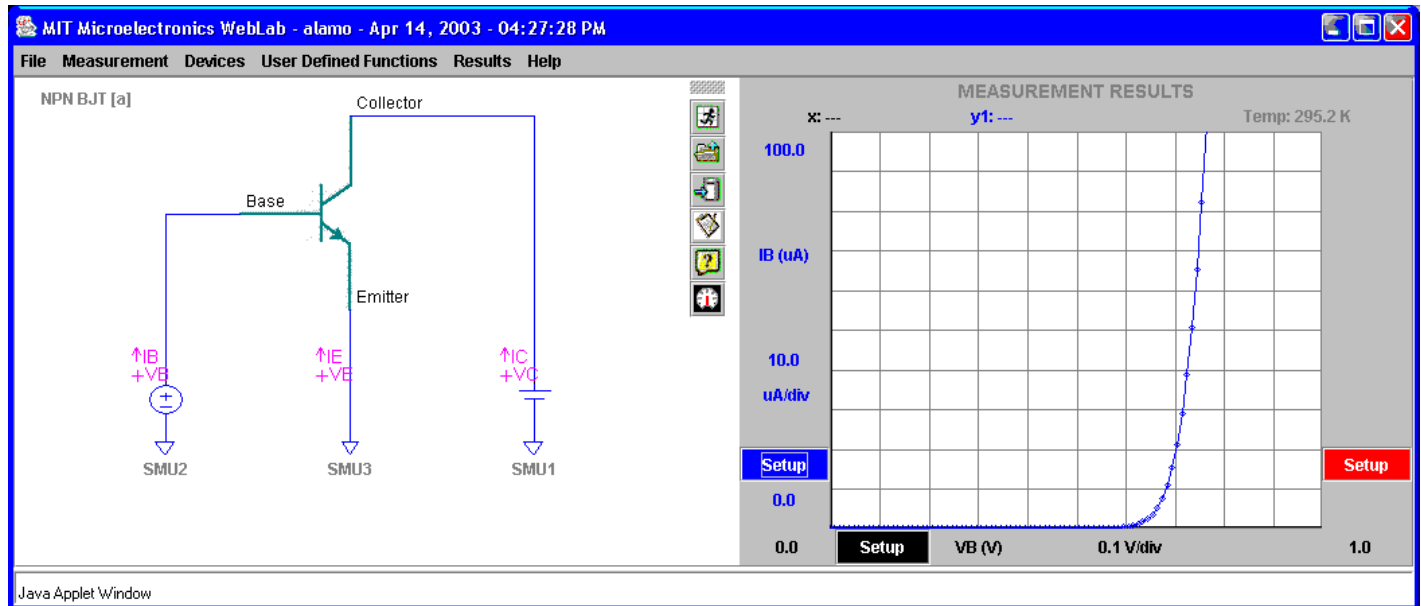 MIT Microelectronics WebLab - alamo - Apr 14, 2003 - 04:27:28 PM
File Measurement Devices User Defined Functions Results Help
NPN BJT [a]
Collector
Base
Emitter
↑IB
+VB
↑IE
+VE
↑IC
+VC
SMU2
SMU3
SMU1
MEASUREMENT RESULTS
x: ---
y1: ---
Temp: 295.2 K
100.0
IB (uA)
10.0
uA/div
Setup
Setup
0.0
0.0
Setup
VB (V)
0.1 V/div
1.0
Java Applet Window